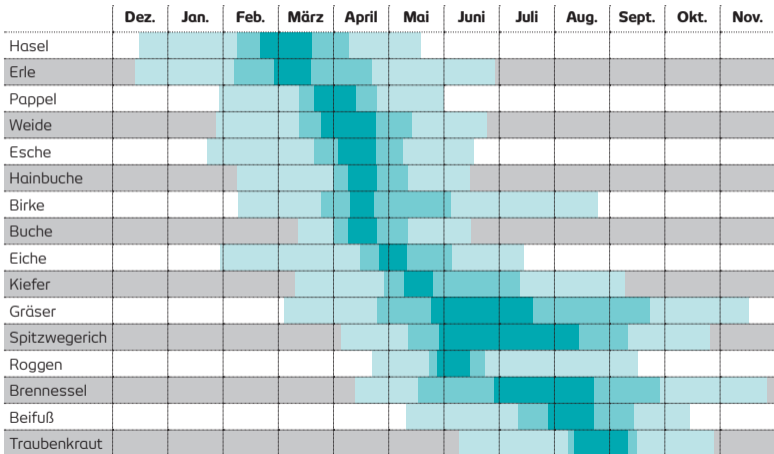 Dez. Jan. Feb. März April Mai Juni Juli Aug. Sept. Okt. Nov.
Hasel
Erle
Pappel
Weide
Esche
Hainbuche
Birke
Buche
Eiche
Kiefer
Gräser
Spitzwegerich
Roggen
Brennessel
Beifuß
Traubenkraut